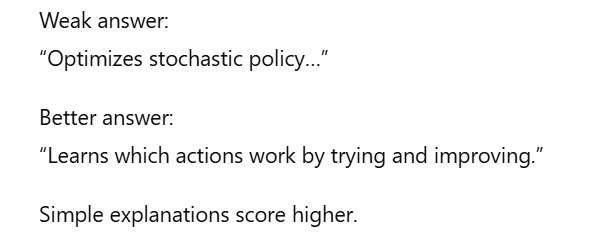 Weak answer:
“Optimizes stochastic policy...”
Better answer:
“Learns which actions work by trying and improving.”
Simple explanations score higher.